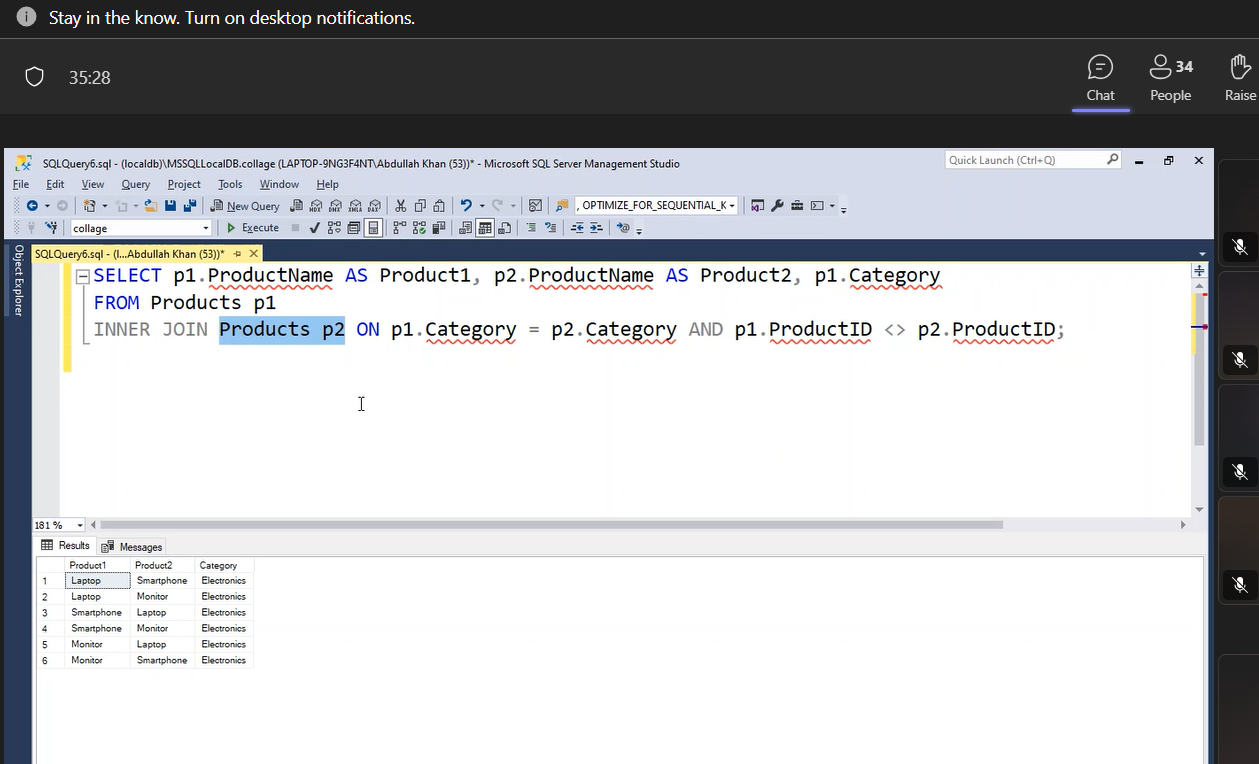 Stay in the know. Turn on desktop notifications.
35:28
Chat
34
People
Raise
SQLQuery6.sql - (localdb)\MSSQLLocalDB.collage (LAPTOP-9NG3F4NT\Abdullah Khan (53))* - Microsoft SQL Server Management Studio
Quick Launch (Ctrl+Q)
File Edit View Query Project Tools Window Help
New Query
MDX DMX XMLA DAX
, OPTIMIZE_FOR_SEQUENTIAL_K
collage
Execute
Object Explorer
SQLQuery6.sql - (l...Abdullah Khan (53))*
SELECT p1.ProductName AS Product1, p2.ProductName AS Product2, p1.Category
FROM Products p1
INNER JOIN Products p2 ON p1.Category = p2.Category AND p1.ProductID <> p2.ProductID;
181 %
Results Messages
Product1 Product2 Category
1 Laptop Smartphone Electronics
2 Laptop Monitor Electronics
3 Smartphone Laptop Electronics
4 Smartphone Monitor Electronics
5 Monitor Laptop Electronics
6 Monitor Smartphone Electronics